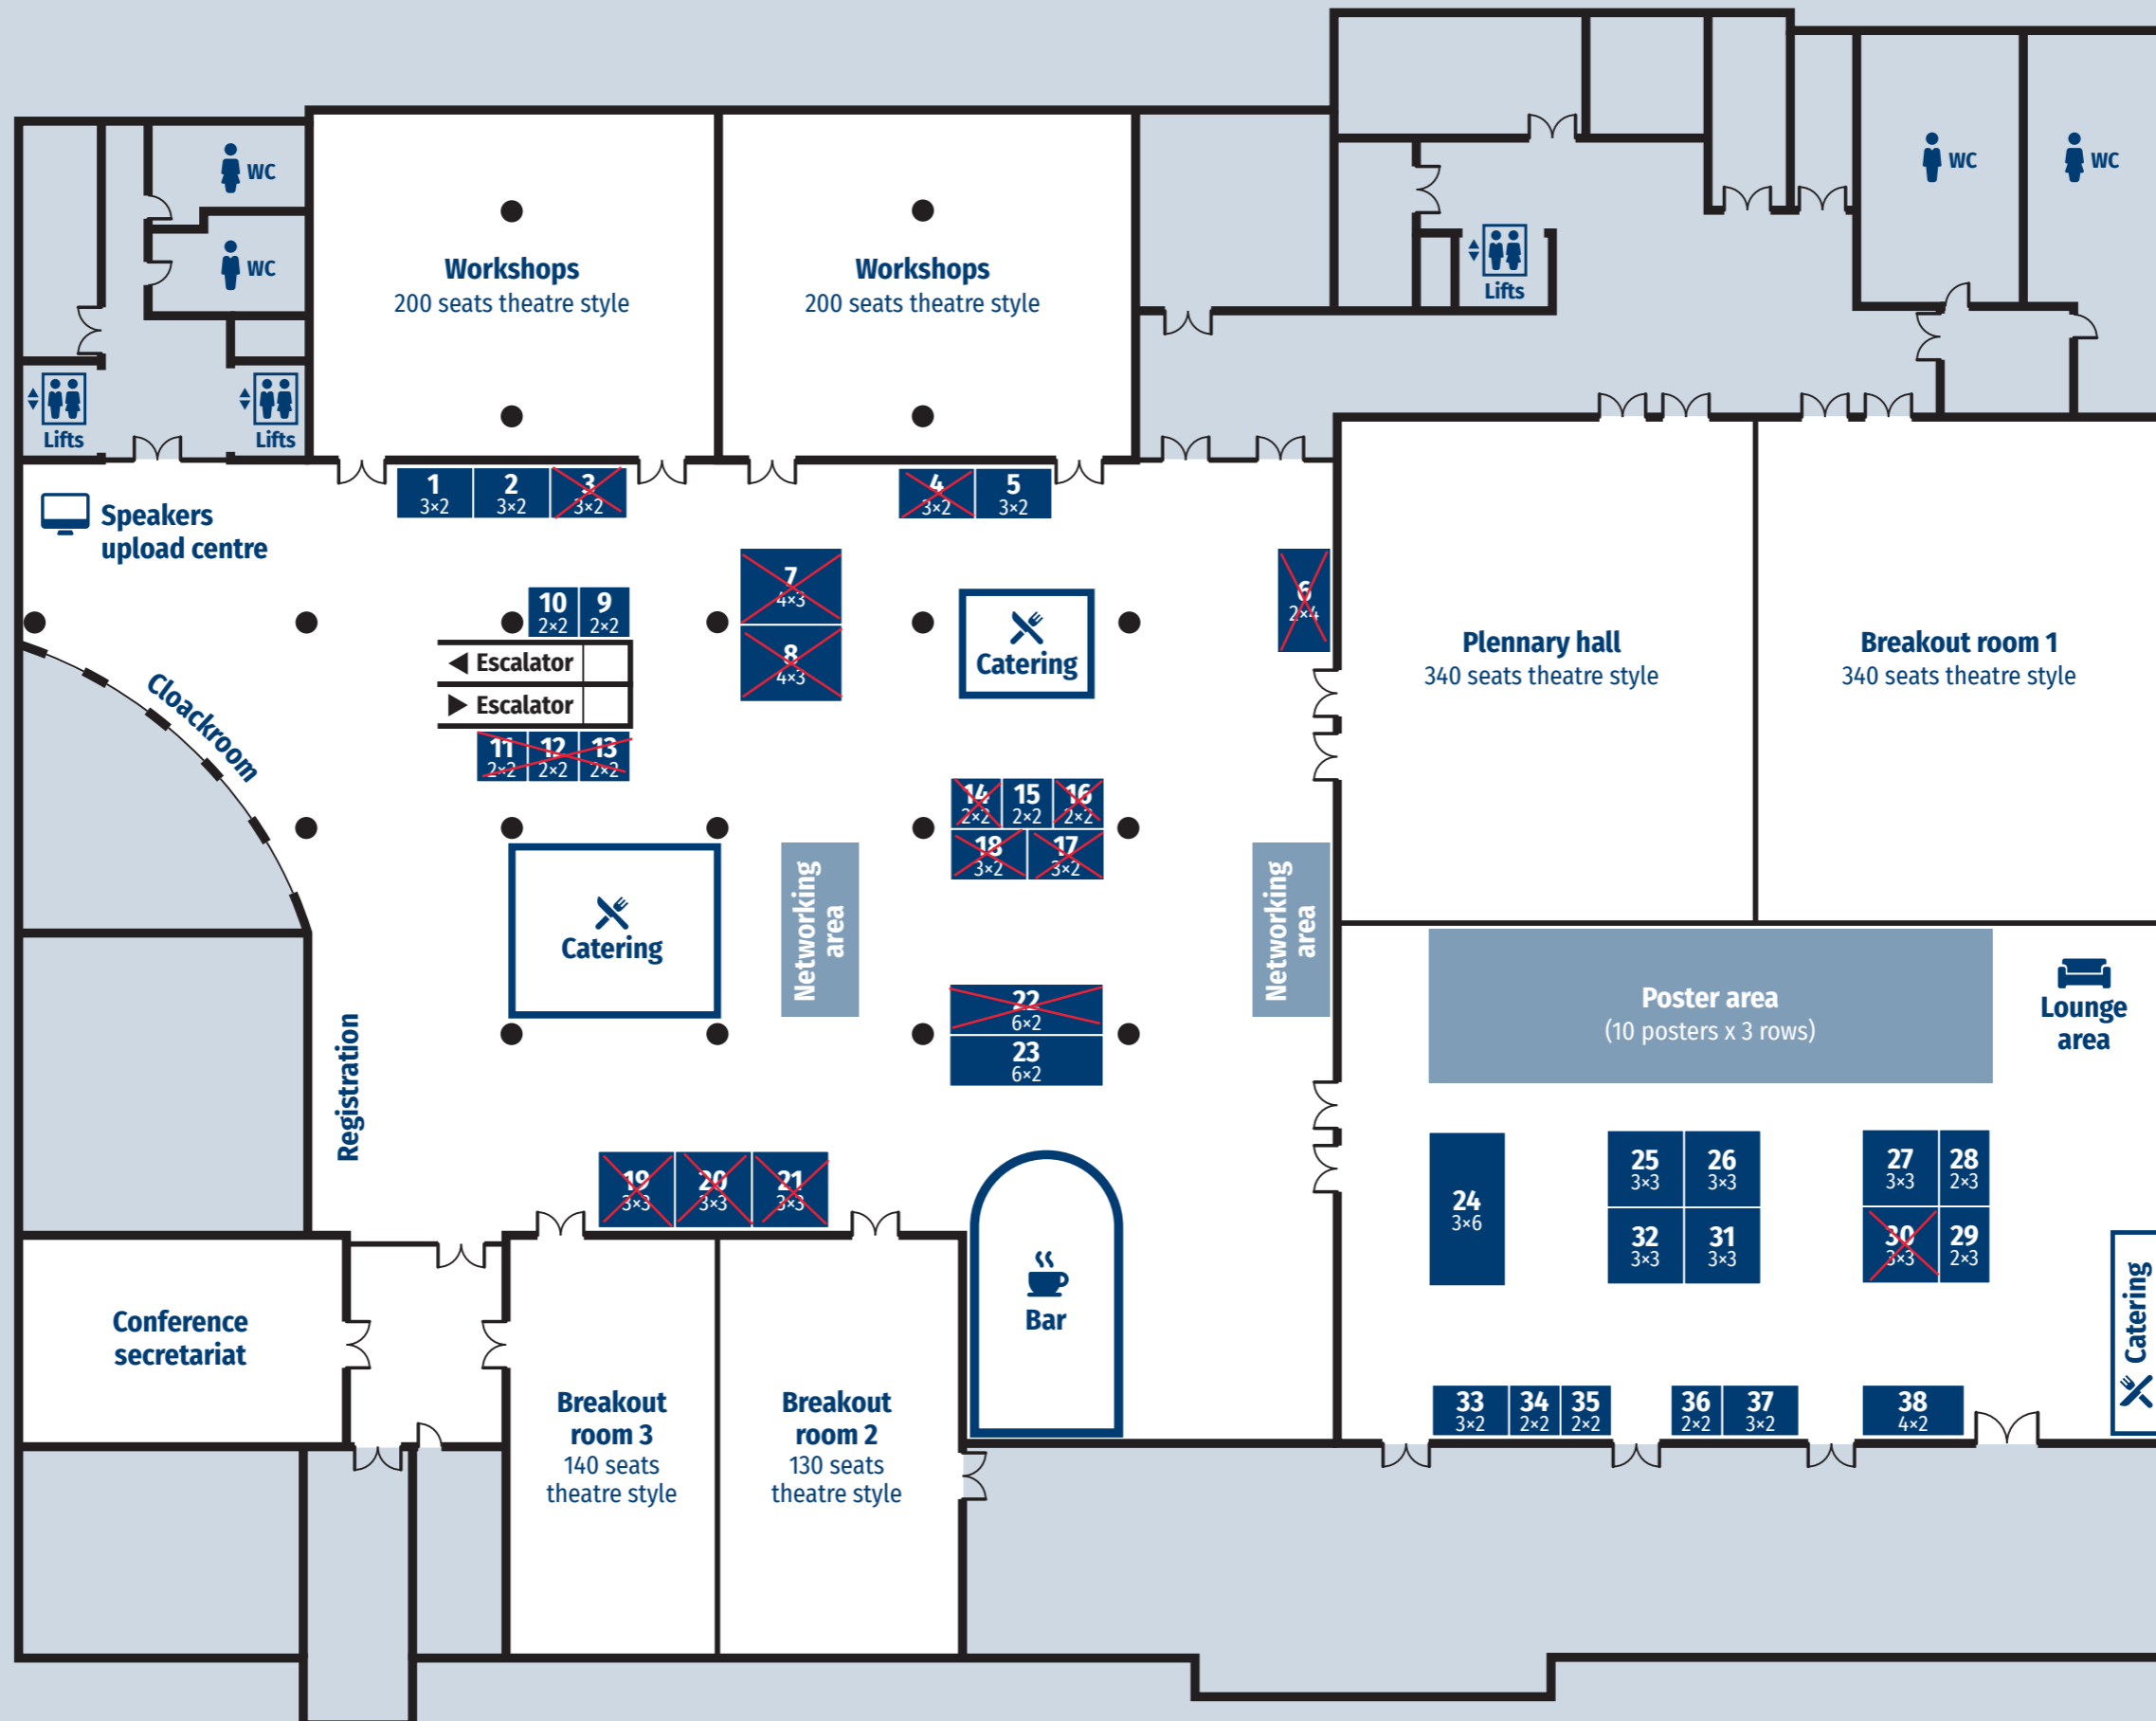 WC
WC
WC
WC
Workshops
200 seats theatre style
Workshops
200 seats theatre style
Lifts
Lifts
Lifts
Speakers
upload centre
1
3×2
2
3×2
3
3×2
4
3×2
5
3×2
6
2×4
7
4×3
8
4×3
10
2×2
9
2×2
Escalator
Escalator
11
2×2
12
2×2
13
2×2
Catering
Cloackroom
Plennary hall
340 seats theatre style
Breakout room 1
340 seats theatre style
14
2×2
15
2×2
16
2×2
18
3×2
17
3×2
Catering
Networking
area
Networking
area
Poster area
(10 posters x 3 rows)
Lounge
area
22
6×2
23
6×2
Registration
19
3×3
20
3×3
21
3×3
24
3×6
25
3×3
26
3×3
32
3×3
31
3×3
27
3×3
28
2×3
30
3×3
29
2×3
Bar
Catering
Conference
secretariat
Breakout
room 3
140 seats
theatre style
Breakout
room 2
130 seats
theatre style
33
3×2
34
2×2
35
2×2
36
2×2
37
3×2
38
4×2